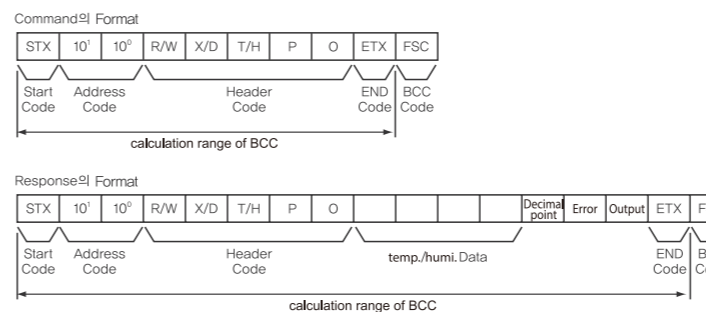 Command의 Format
STX 10¹ 10⁰ R/W X/D T/H P O ETX FSC
Start Code Address Code Header Code END Code BCC Code
calculation range of BCC
Response의 Format
STX 10¹ 10⁰ R/W X/D T/H P O Decimal point Error Output ETX
Start Code Address Code Header Code temp./humi. Data END Code
calculation range of BCC